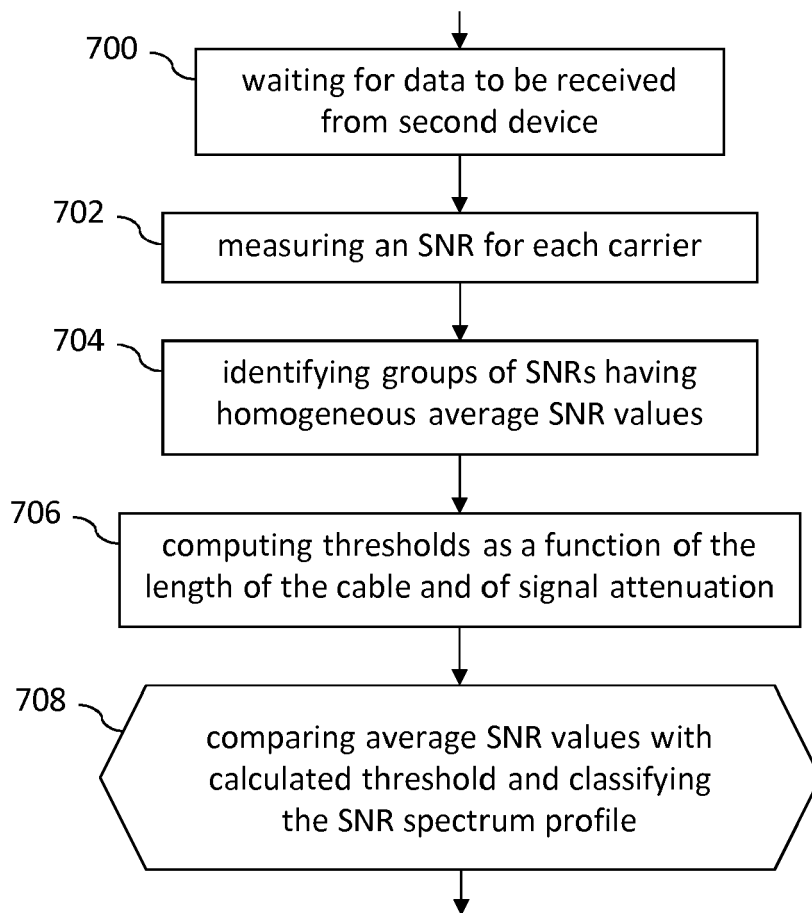 700
waiting for data to be received
from second device
702
measuring an SNR for each carrier
704
identifying groups of SNRs having
homogeneous average SNR values
706
computing thresholds as a function of the
length of the cable and of signal attenuation
708
comparing average SNR values with
calculated threshold and classifying
the SNR spectrum profile